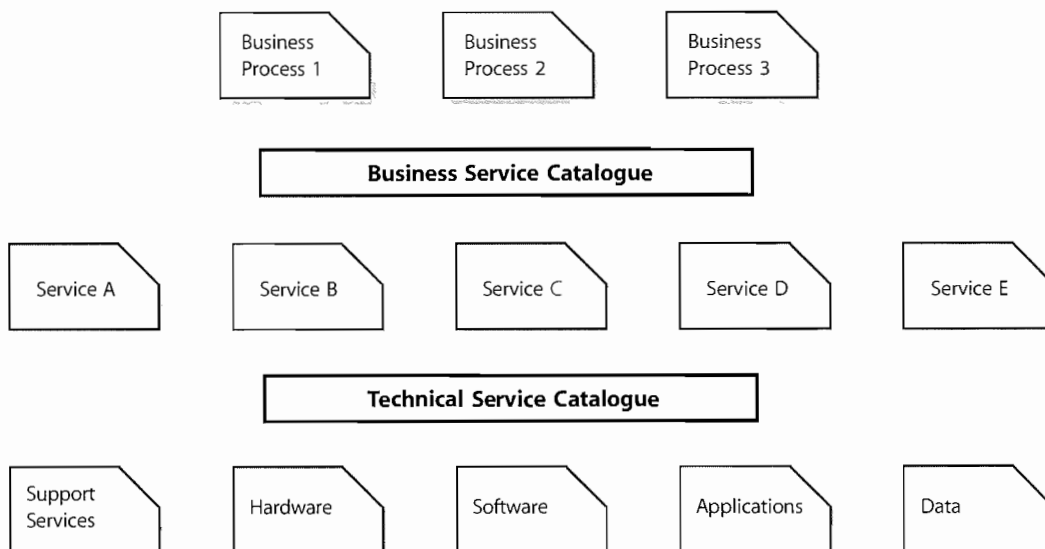 Business
Process 1
Business
Process 2
Business
Process 3
Business Service Catalogue
Service A
Service B
Service C
Service D
Service E
Technical Service Catalogue
Support
Services
Hardware
Software
Applications
Data